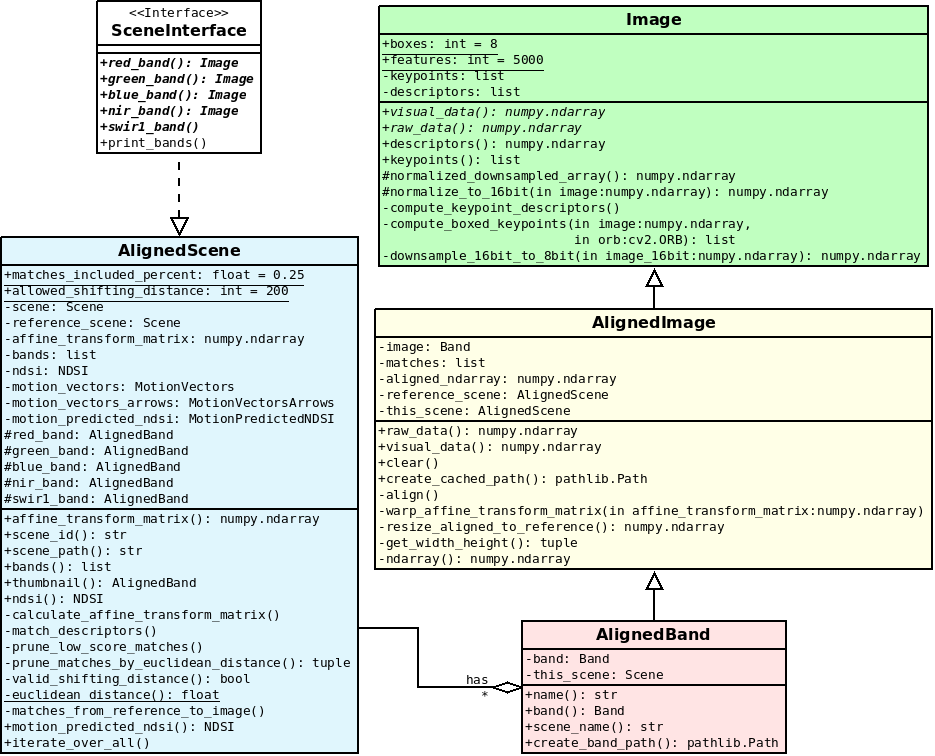 <<Interface>>
SceneInterface
+red_band(): Image
+green_band(): Image
+blue_band(): Image
+nir_band(): Image
+swir1_band()
+print_bands()
Image
+boxes: int = 8
+features: int = 5000
-keypoints: list
-descriptors: list
+visual_data(): numpy.ndarray
+raw_data(): numpy.ndarray
+descriptors(): numpy.ndarray
+keypoints(): list
#normalized_downsampled_array(): numpy.ndarray
#normalize_to_16bit(in image:numpy.ndarray): numpy.ndarray
-compute_keypoint_descriptors()
-compute_boxed_keypoints(in image:numpy.ndarray,
in orb:cv2.ORB): list
-downsample_16bit_to_8bit(in image_16bit:numpy.ndarray): numpy.ndarray
AlignedScene
+matches_included_percent: float = 0.25
+allowed_shifting_distance: int = 200
-scene: Scene
-reference_scene: Scene
-affine_transform_matrix: numpy.ndarray
-bands: list
-ndsi: NDSI
-motion_vectors: MotionVectors
-motion_vectors_arrows: MotionVectorsArrows
-motion_predicted_ndsi: MotionPredictedNDSI
#red_band: AlignedBand
#green_band: AlignedBand
#blue_band: AlignedBand
#nir_band: AlignedBand
#swir1_band: AlignedBand
+affine_transform_matrix(): numpy.ndarray
+scene_id(): str
+scene_path(): str
+bands(): list
+thumbnail(): AlignedBand
+ndsi(): NDSI
-calculate_affine_transform_matrix()
-match_descriptors()
-prune_low_score_matches()
-prune_matches_by_euclidean_distance(): tuple
-valid_shifting_distance(): bool
-euclidean_distance(): float
-matches_from_reference_to_image()
+motion_predicted_ndsi(): NDSI
+iterate_over_all()
AlignedImage
-image: Band
-matches: list
-aligned_ndarray: numpy.ndarray
-reference_scene: AlignedScene
-this_scene: AlignedScene
+raw_data(): numpy.ndarray
+visual_data(): numpy.ndarray
+clear()
+create_cached_path(): pathlib.Path
-align()
-warp_affine_transform_matrix(in affine_transform_matrix:numpy.ndarray)
-resize_aligned_to_reference(): numpy.ndarray
-get_width_height(): tuple
-ndarray(): numpy.ndarray
has
*
AlignedBand
-band: Band
-this_scene: Scene
+name(): str
+band(): Band
+scene_name(): str
+create_band_path(): pathlib.Path